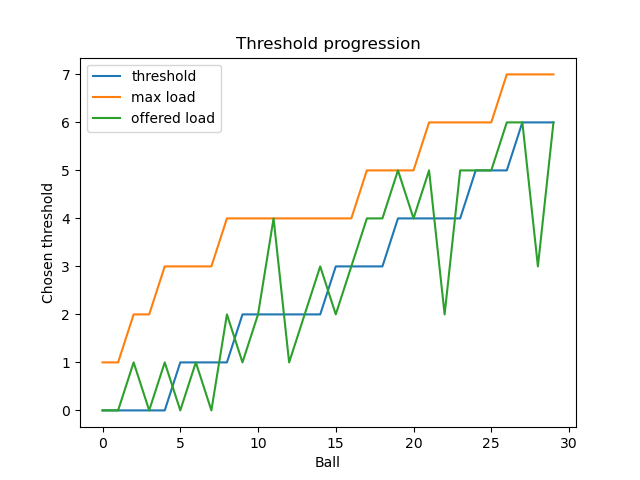 Threshold progression
threshold
max load
offered load
Chosen threshold
7
6
5
4
3
2
1
0
0 5 10 15 20 25 30
Ball